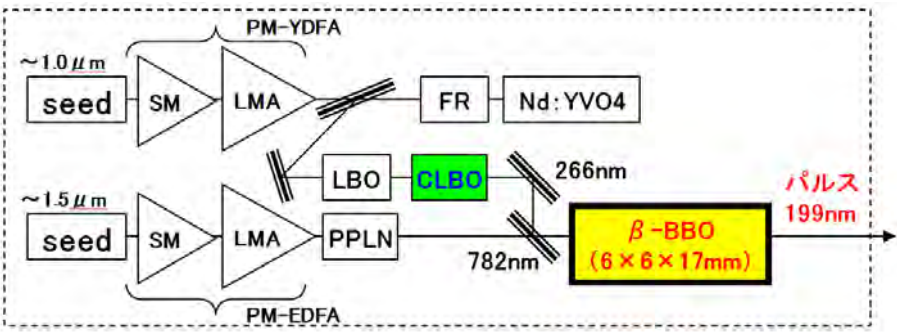 PM-YDFA
~1.0μm
seed
SM
LMA
FR
Nd:YVO4
LBO
CLBO
266nm
パルス
199nm
~1.5μm
seed
SM
LMA
PPLN
782nm
β-BBO
(6×6×17mm)
PM-EDFA